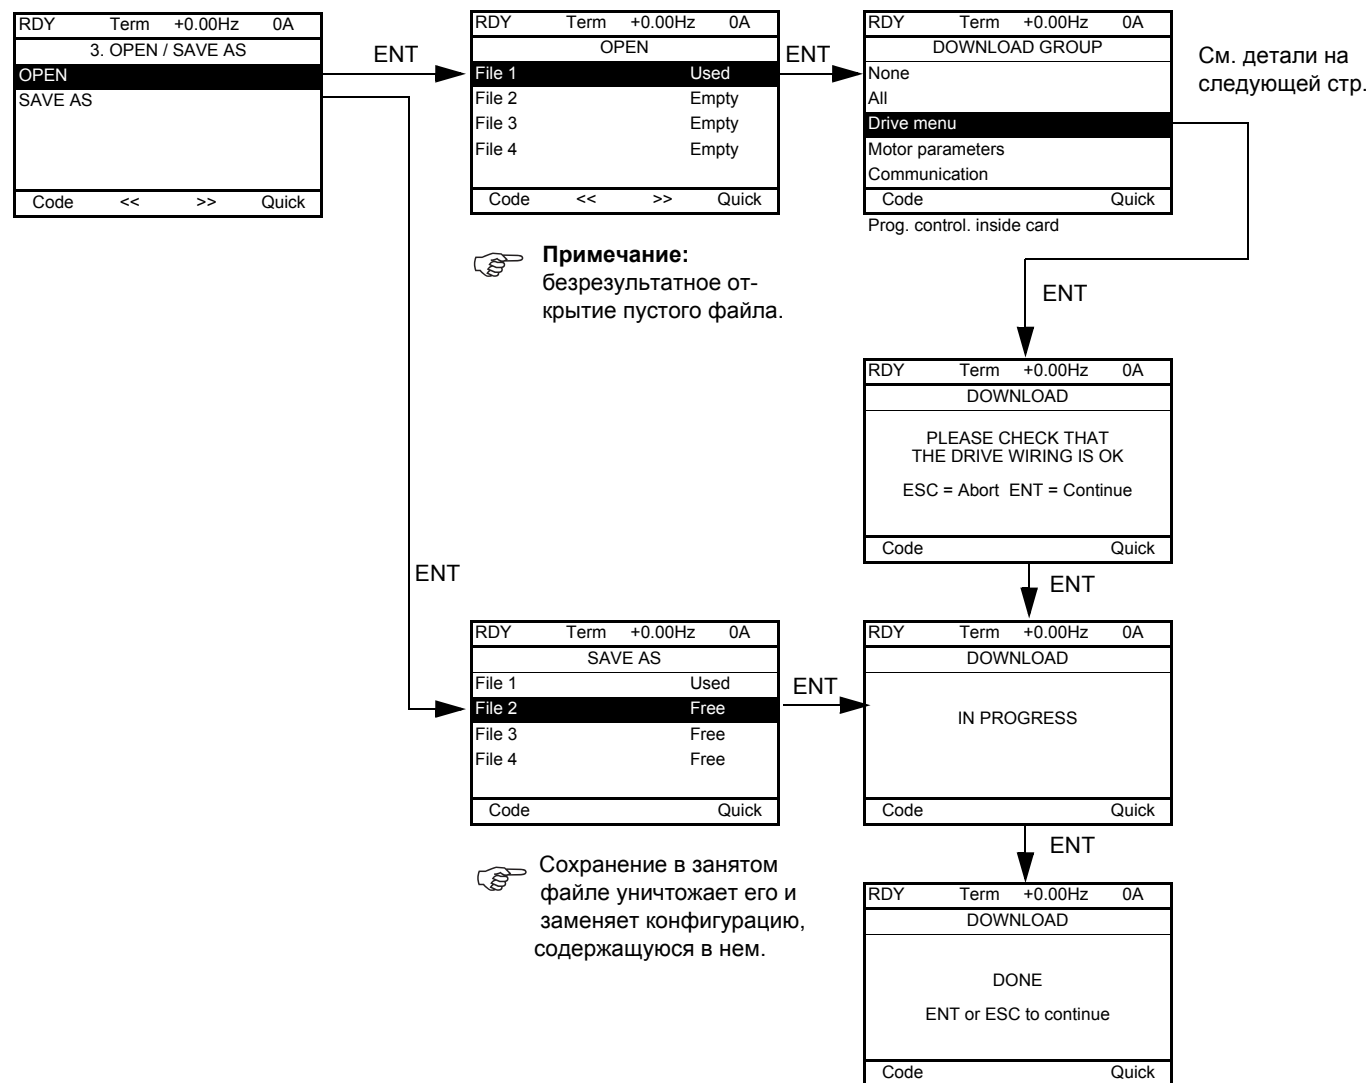 RDY Term +0.00Hz 0A
3. OPEN / SAVE AS
OPEN
SAVE AS
Code << >> Quick
ENT
RDY Term +0.00Hz 0A
OPEN
File 1 Used
File 2 Empty
File 3 Empty
File 4 Empty
Code << >> Quick
ENT
RDY Term +0.00Hz 0A
DOWNLOAD GROUP
None
All
Drive menu
Motor parameters
Communication
Code Quick
Prog. control. inside card
См. детали на
следующей стр.
Примечание:
безрезультатное от-
крытие пустого файла.
ENT
RDY Term +0.00Hz 0A
DOWNLOAD
PLEASE CHECK THAT
THE DRIVE WIRING IS OK
ESC = Abort ENT = Continue
Code Quick
ENT
ENT
RDY Term +0.00Hz 0A
SAVE AS
File 1 Used
File 2 Free
File 3 Free
File 4 Free
Code Quick
ENT
RDY Term +0.00Hz 0A
DOWNLOAD
IN PROGRESS
Code Quick
Сохранение в занятом
файле уничтожает его и
заменяет конфигурацию,
содержащуюся в нем.
ENT
RDY Term +0.00Hz 0A
DOWNLOAD
DONE
ENT or ESC to continue
Code Quick